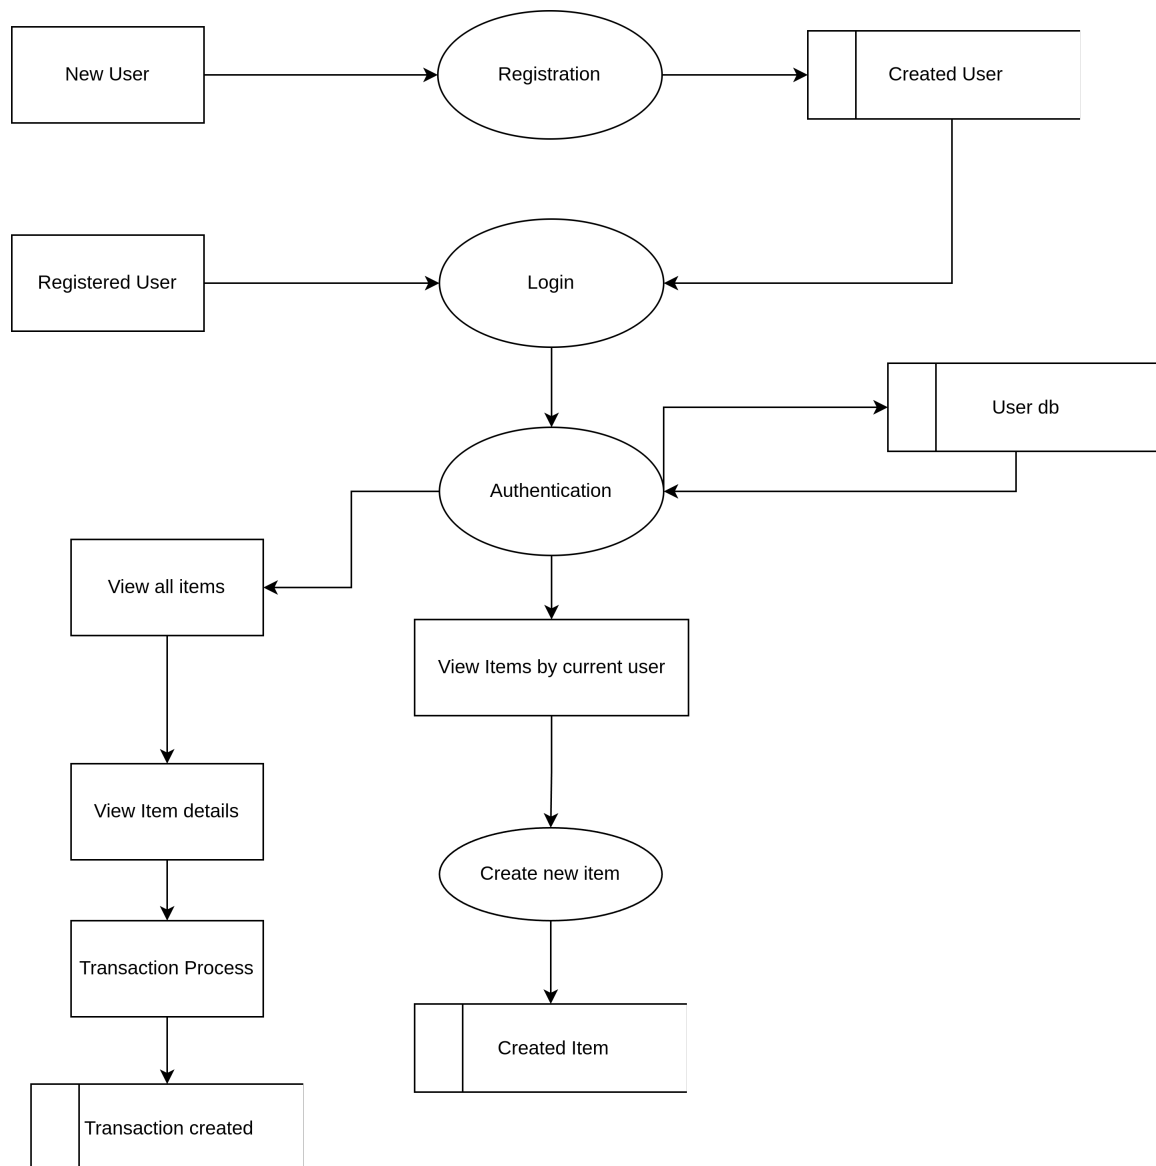 New User
Registration
Created User
Registered User
Login
User db
Authentication
View all items
View Items by current user
View Item details
Create new item
Transaction Process
Created Item
Transaction created